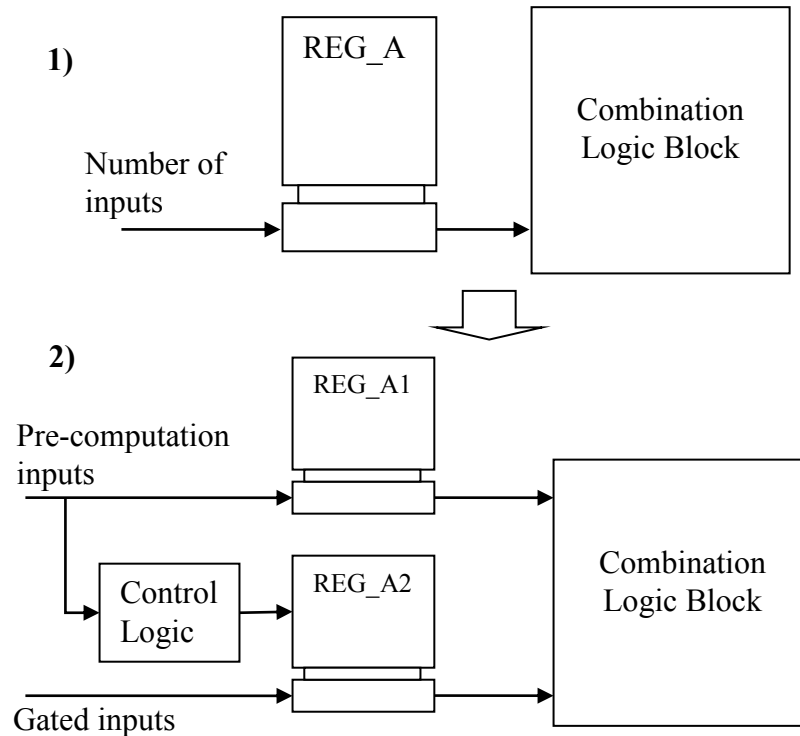 1)
REG_A
Combination
Logic Block
Number of
inputs
2)
REG_A1
Pre-computation
inputs
Combination
Logic Block
Control
Logic
REG_A2
Gated inputs